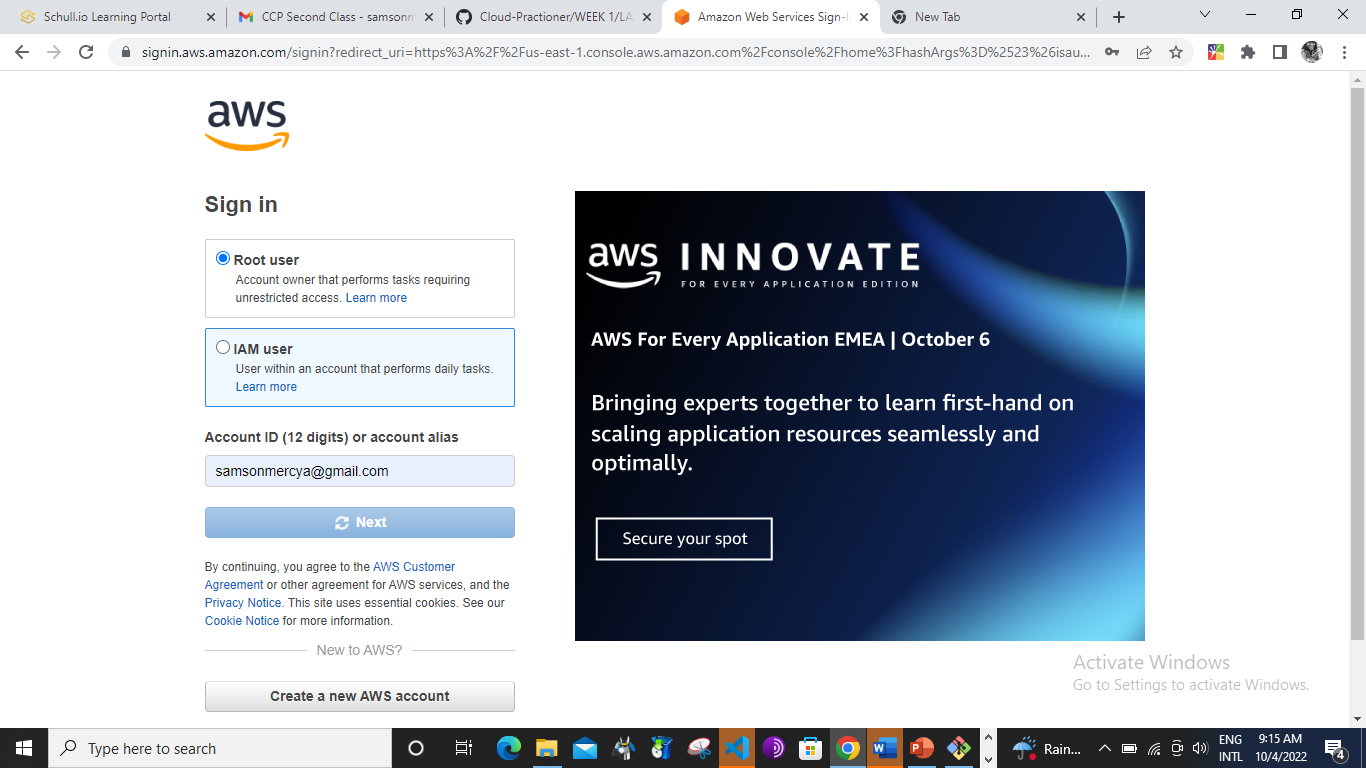 Schull.io Learning Portal
CCP Second Class - samsonm
Cloud-Practioner/WEEK 1/LA
Amazon Web Services Sign-I
New Tab
signin.aws.amazon.com/signin?redirect_uri=https%3A%2F%2Fus-east-1.console.aws.amazon.com%2Fconsole%2Fhome%3FhashArgs%3D%2523%26isau...
aws
Sign in
Root user
Account owner that performs tasks requiring
unrestricted access. Learn more
IAM user
User within an account that performs daily tasks.
Learn more
Account ID (12 digits) or account alias
samsonmercya@gmail.com
Next
By continuing, you agree to the AWS Customer
Agreement or other agreement for AWS services, and the
Privacy Notice. This site uses essential cookies. See our
Cookie Notice for more information.
New to AWS?
Create a new AWS account
aws INNOVATE
FOR EVERY APPLICATION EDITION
AWS For Every Application EMEA | October 6
Bringing experts together to learn first-hand on
scaling application resources seamlessly and
optimally.
Secure your spot
Activate Windows
Go to Settings to activate Windows.
Type here to search
Rain...
ENG
INTL
9:15 AM
10/4/2022
4